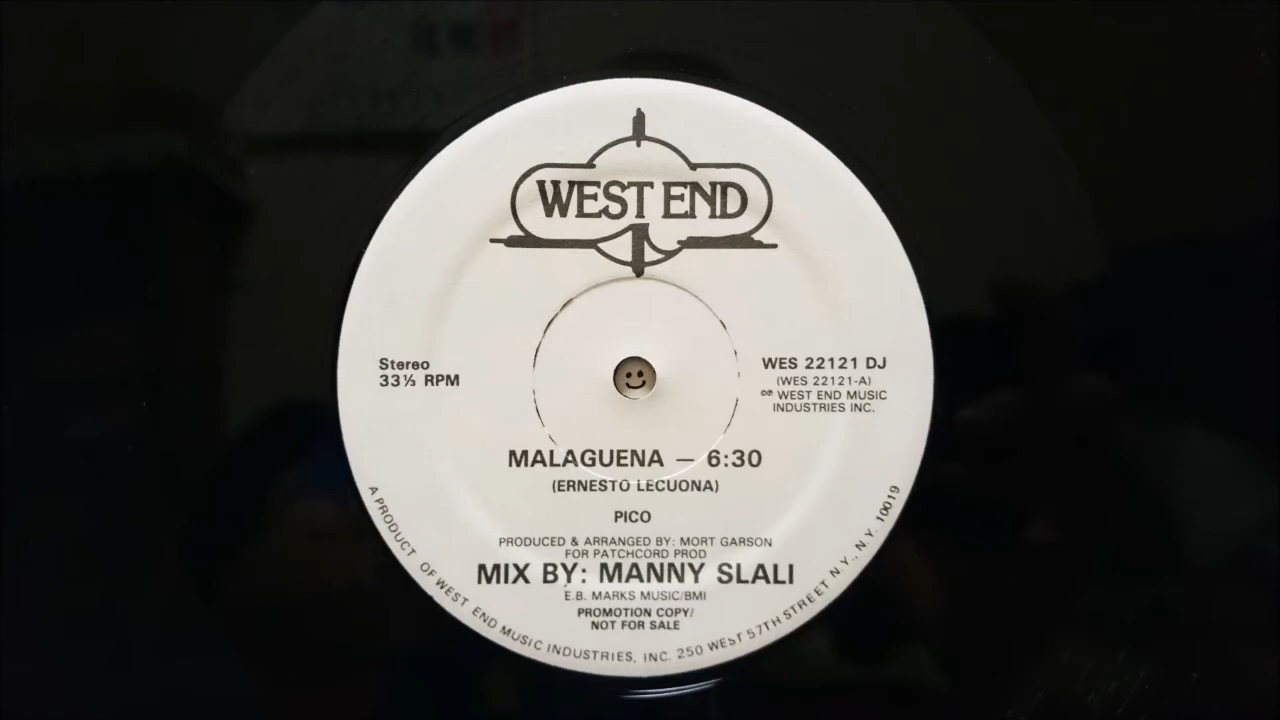 WEST END
Stereo
33⅓ RPM
WES 22121 DJ
(WES 22121-A)
℗© WEST END MUSIC
INDUSTRIES INC.
MALAGUENA — 6:30
(ERNESTO LECUONA)
PICO
PRODUCED & ARRANGED BY: MORT GARSON
FOR PATCHCORD PROD
MIX BY: MANNY SLALI
E.B. MARKS MUSIC/BMI
PROMOTION COPY/
NOT FOR SALE
A PRODUCT OF WEST END MUSIC INDUSTRIES, INC. 250 WEST 57TH STREET N.Y., N.Y. 10019